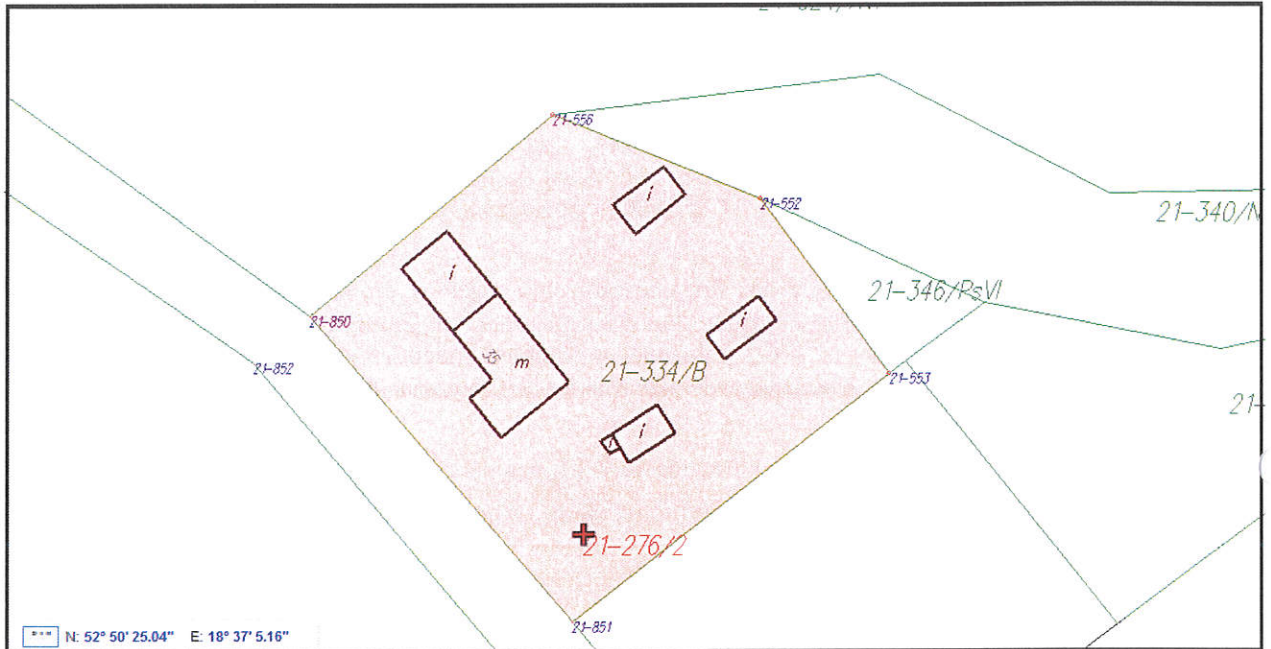 21-556
21-552
21-340/N
i
21-346/PsVI
i
21-850
i
35
m
21-334/B
21-852
21-553
21-
i
i
21-276/2
21-851
N: 52° 50' 25.04" E: 18° 37' 5.16"